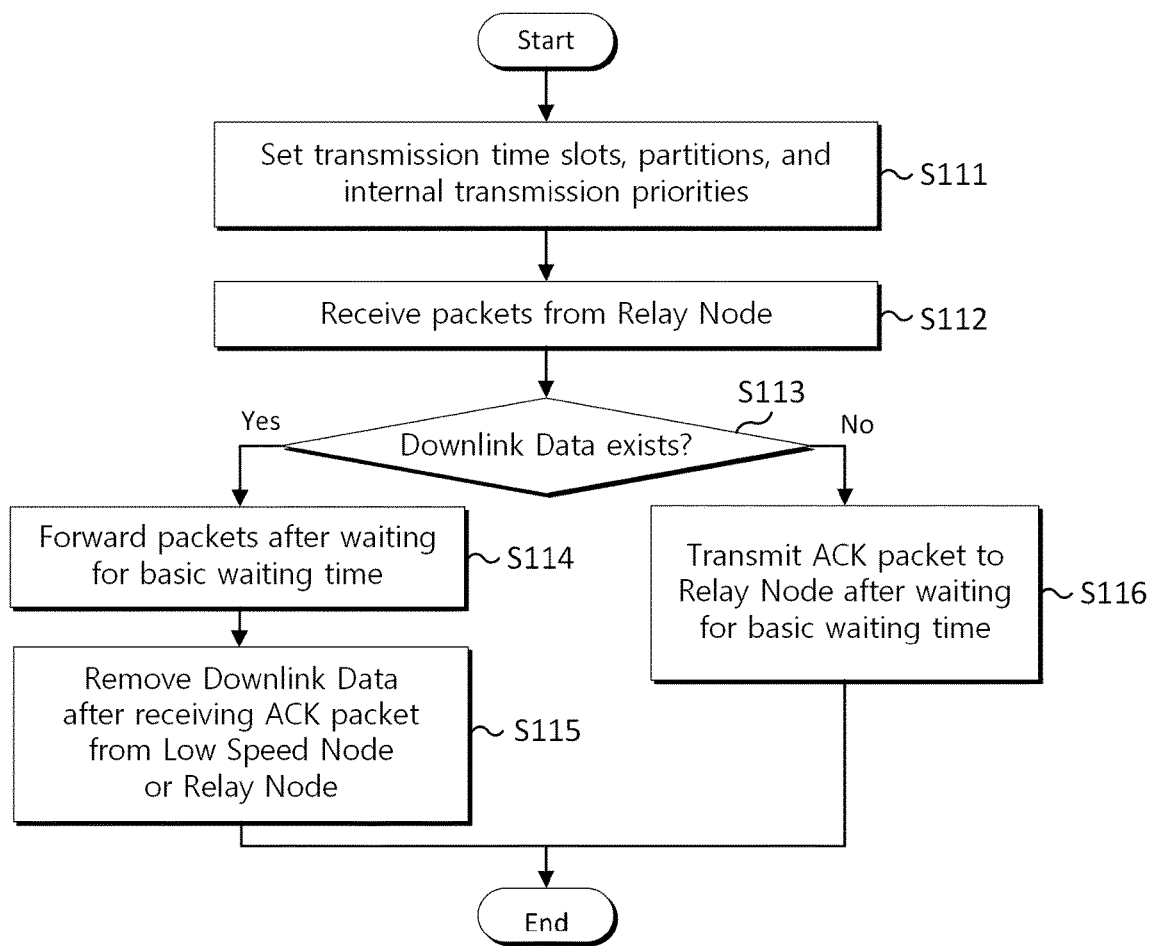 Start
Set transmission time slots, partitions, and
internal transmission priorities
S111
Receive packets from Relay Node
S112
S113
Yes
No
Downlink Data exists?
Forward packets after waiting
for basic waiting time
S114
Transmit ACK packet to
Relay Node after waiting
for basic waiting time
S116
Remove Downlink Data
after receiving ACK packet
from Low Speed Node
or Relay Node
S115
End